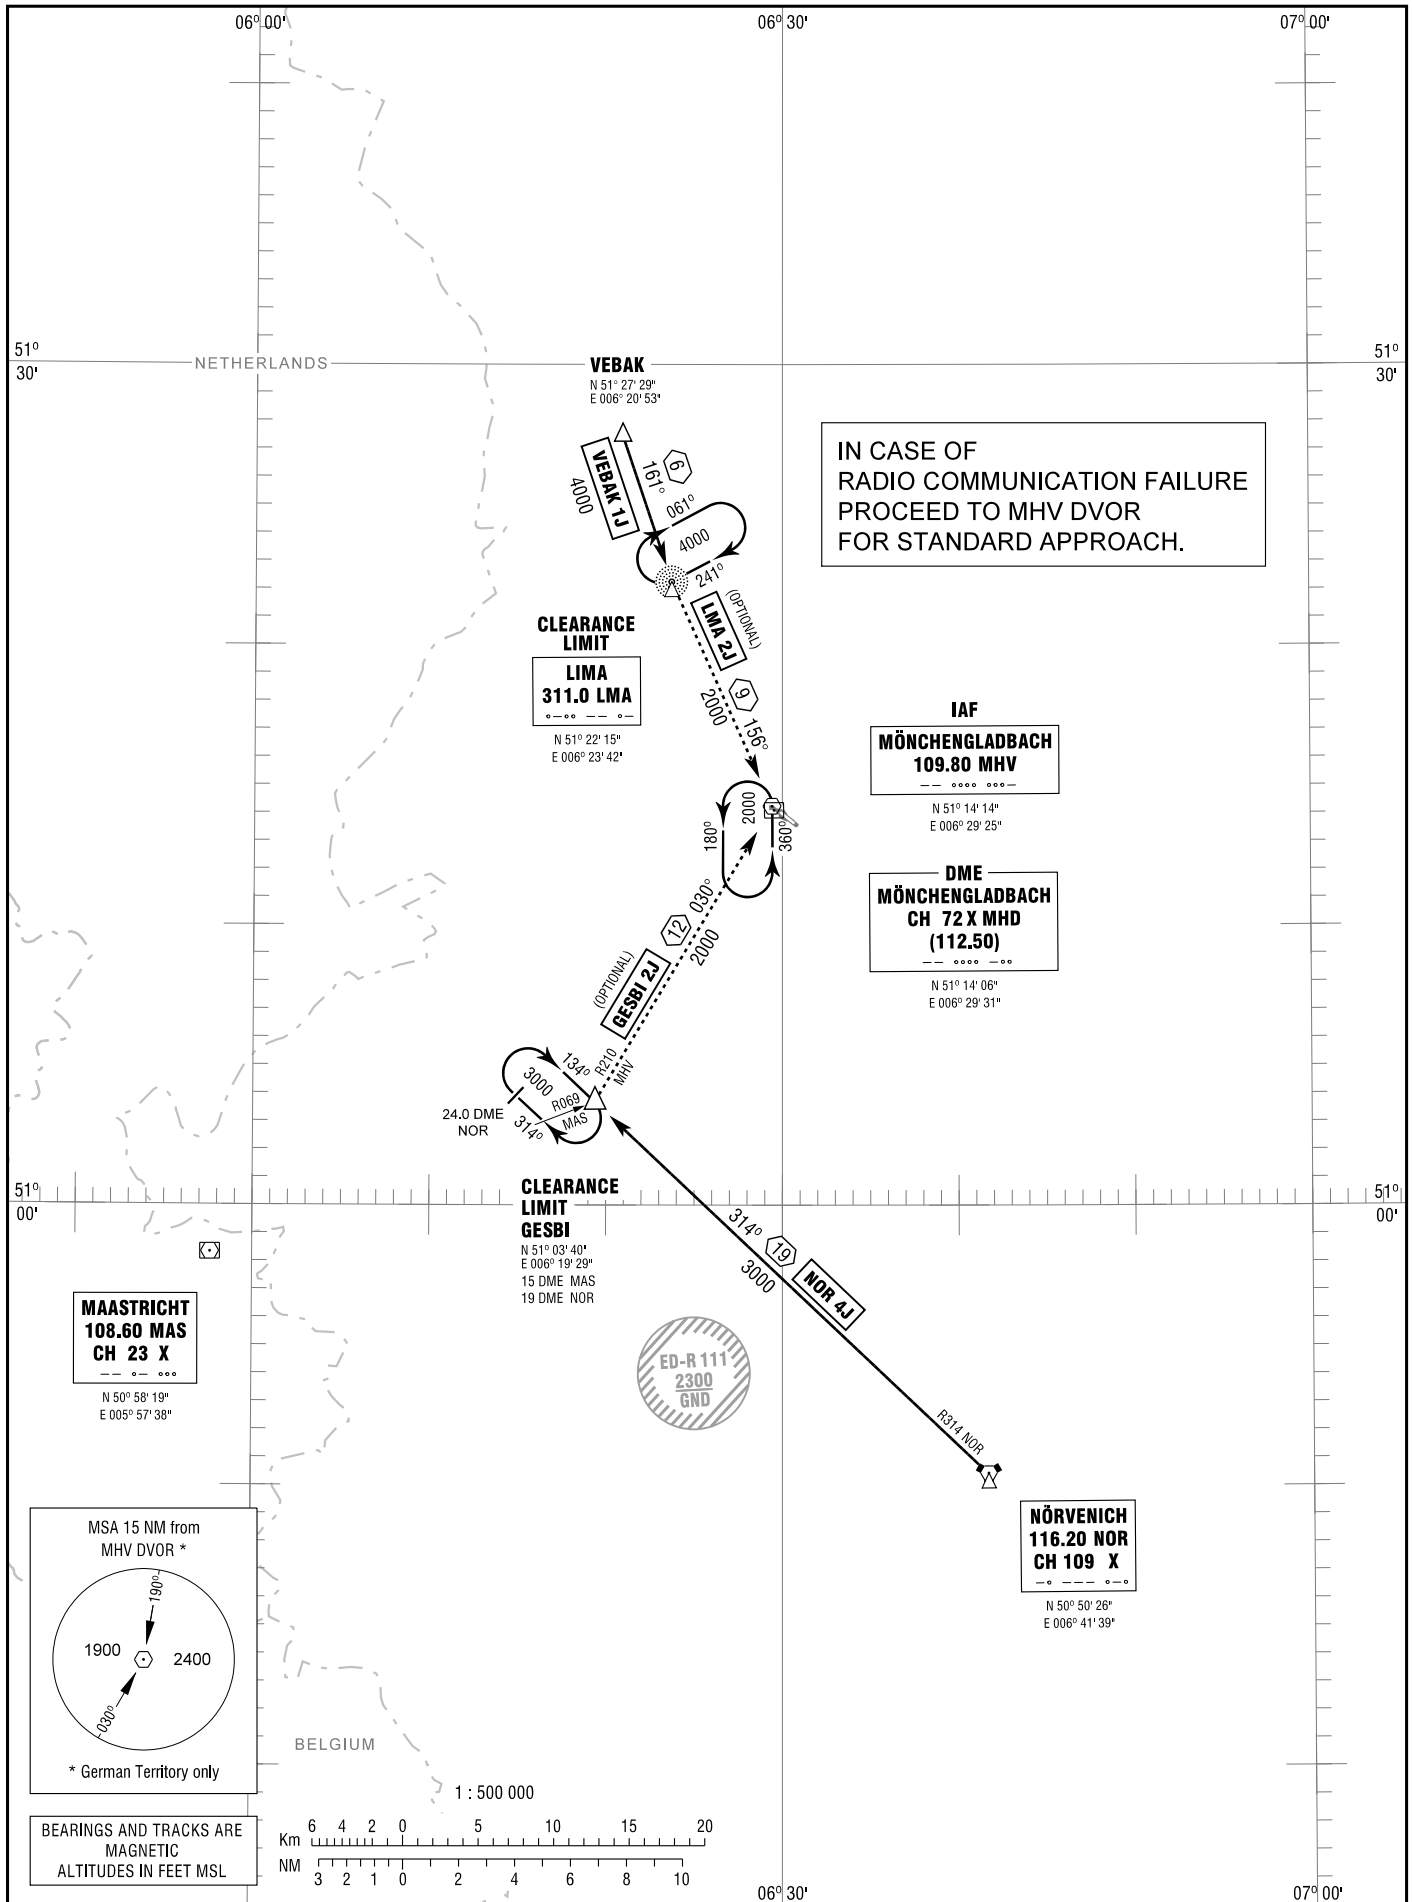 06° 00'
06° 30'
07° 00'
51°
30'
NETHERLANDS
51°
30'
VEBAK
N 51° 27' 29"
E 006° 20' 53"
IN CASE OF
RADIO COMMUNICATION FAILURE
PROCEED TO MHV DVOR
FOR STANDARD APPROACH.
VEBAK 1J
4000
161°
6
061°
4000
241°
LMA 2J
(OPTIONAL)
CLEARANCE
LIMIT
LIMA
311.0 LMA
N 51° 22' 15"
E 006° 23' 42"
9
2000
156°
IAF
MÖNCHENGLADBACH
109.80 MHV
N 51° 14' 14"
E 006° 29' 25"
180°
2000
360°
DME
MÖNCHENGLADBACH
CH 72 X MHD
(112.50)
N 51° 14' 06"
E 006° 29' 31"
030°
12
2000
(OPTIONAL)
GESBI 2J
R210
MHV
134°
3000
R069
MAS
314°
24.0 DME
NOR
CLEARANCE
LIMIT
GESBI
N 51° 03' 40"
E 006° 19' 29"
15 DME MAS
19 DME NOR
51°
00'
51°
00'
314°
19
3000
NOR 4J
MAASTRICHT
108.60 MAS
CH 23 X
N 50° 58' 19"
E 005° 57' 38"
ED-R 111
2300
GND
R314 NOR
NÖRVENICH
116.20 NOR
CH 109 X
N 50° 50' 26"
E 006° 41' 39"
MSA 15 NM from
MHV DVOR *
190°
1900
2400
030°
* German Territory only
BELGIUM
1 : 500 000
BEARINGS AND TRACKS ARE
MAGNETIC
ALTITUDES IN FEET MSL
Km 6 4 2 0 5 10 15 20
NM 3 2 1 0 2 4 6 8 10
06° 30'
07° 00'